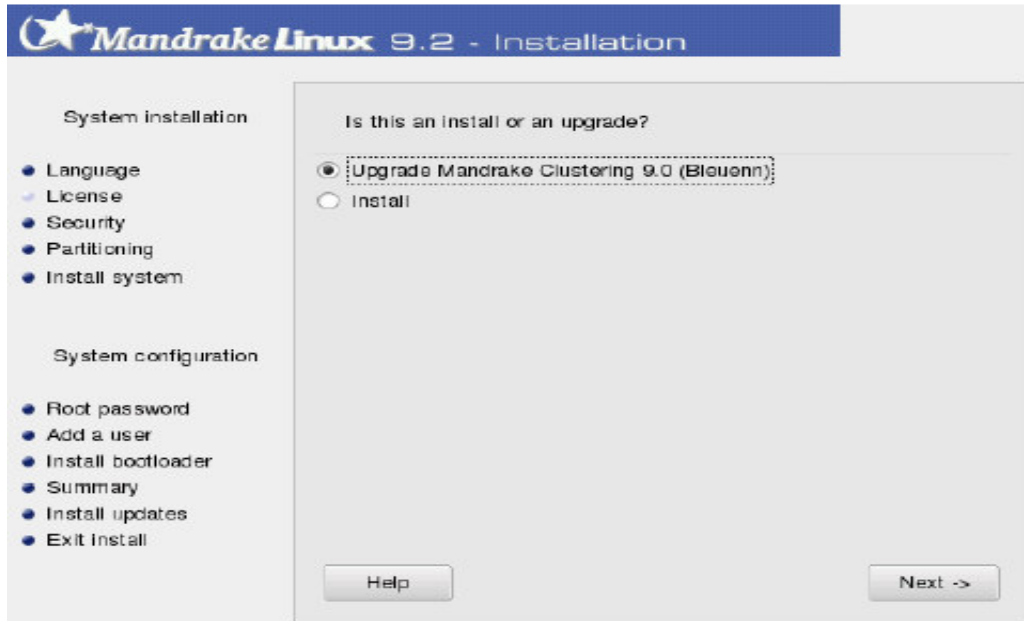 Mandrake Linux 9.2 - Installation
System installation
Language
License
Security
Partitioning
Install system
System configuration
Root password
Add a user
Install bootloader
Summary
Install updates
Exit install
Is this an install or an upgrade?
Upgrade Mandrake Clustering 9.0 (Bleuenn)
Install
Help
Next ->